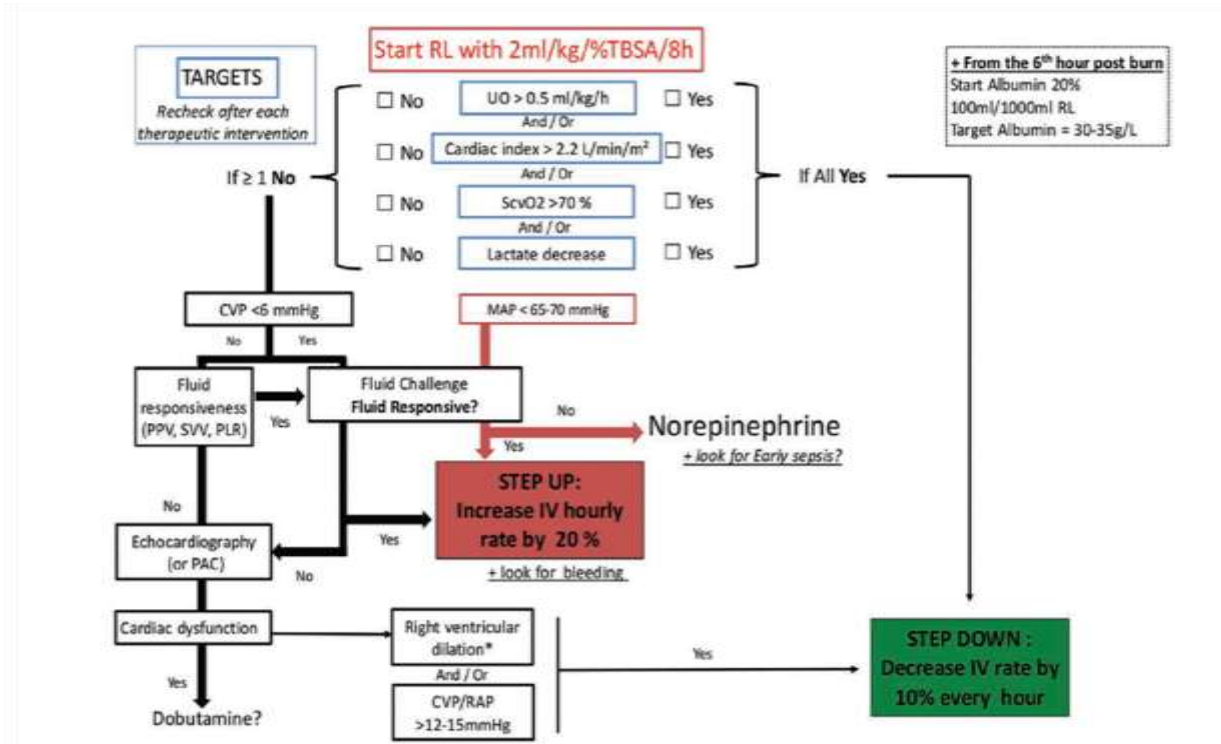 Start RL with 2ml/kg/%TBSA/8h
TARGETS
Recheck after each
therapeutic intervention
+ From the 6th hour post burn
Start Albumin 20%
100ml/1000ml RL
Target Albumin = 30-35g/L
☐ No UO > 0.5 ml/kg/h ☐ Yes
And / Or
☐ No Cardiac index > 2.2 L/min/m² ☐ Yes
And / Or
☐ No ScvO2 >70 % ☐ Yes
And / Or
☐ No Lactate decrease ☐ Yes
If ≥ 1 No
If All Yes
CVP <6 mmHg
No Yes
MAP < 65-70 mmHg
Fluid
responsiveness
(PPV, SVV, PLR)
Yes
Fluid Challenge
Fluid Responsive?
No
Yes
Norepinephrine
+ look for Early sepsis?
STEP UP:
Increase IV hourly
rate by 20 %
+ look for bleeding
No
Yes
No
Echocardiography
(or PAC)
Cardiac dysfunction
Yes
Dobutamine?
Right ventricular
dilation*
And / Or
CVP/RAP
>12-15mmHg
Yes
STEP DOWN :
Decrease IV rate by
10% every hour